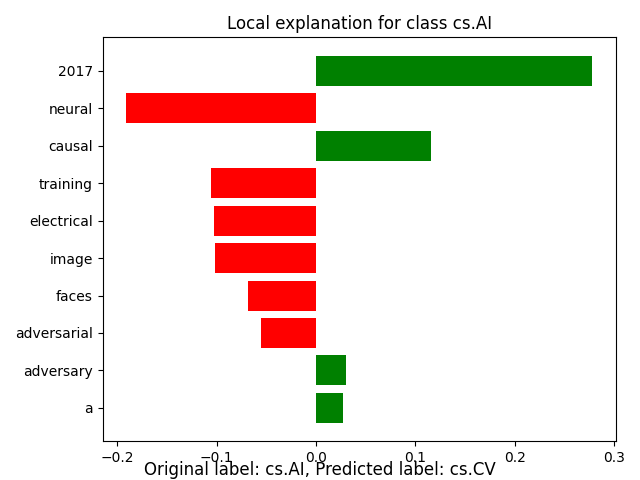 Local explanation for class cs.AI
2017
neural
causal
training
electrical
image
faces
adversarial
adversary
a
−0.2 −0.1 0.0 0.1 0.2 0.3
Original label: cs.AI, Predicted label: cs.CV